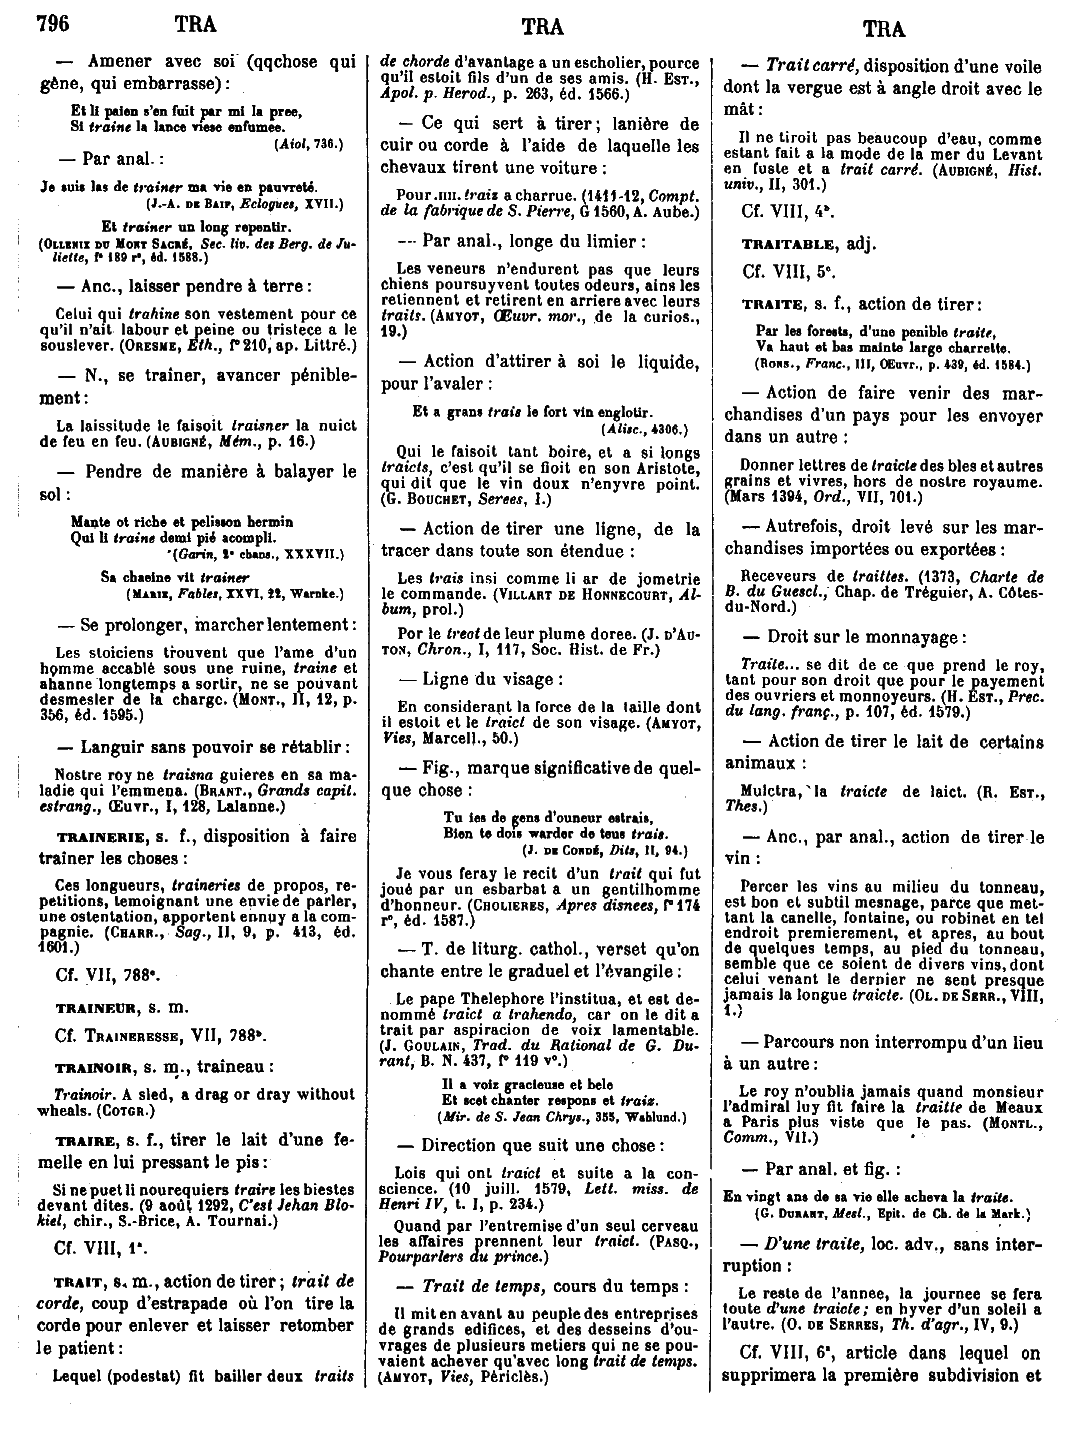 796 TRA TRA TRA
— Amener avec soi (qqchose qui
gêne, qui embarrasse) :
Et li paien s'en fuit par mi la pree,
Si traine la lance viese enfumee.
(Aiol, 736.)
— Par anal. :
Je suis las de trainer ma vie en pauvreté.
(J.-A. DE BAIF, Eclogues, XVII.)
Et trainer un long repentir.
(OLLENIX DU MONT SACRÉ, Sec. liv. des Berg. de Ju-
liette, f° 189 r°, éd. 1588.)
— Anc., laisser pendre à terre :
Celui qui trahine son vestement pour ce
qu'il n'ait labour et peine ou tristece a le
souslever. (ORESME, Eth., f° 210, ap. Littré.)
— N., se traîner, avancer pénible-
ment :
La laissitude le faisoit traisner la nuict
de feu en feu. (AUBIGNÉ, Mém., p. 16.)
— Pendre de manière à balayer le
sol :
Mante ot riche et pelisson hermin
Qui li traine demi pié acompli.
(Garin, 2e chans., XXXVII.)
Sa chaeine vit trainer
(MARIE, Fables, XXVI, 22, Warnke.)
— Se prolonger, marcher lentement :
Les stoiciens trouvent que l'ame d'un
homme accablé sous une ruine, traine et
ahanne longtemps a sortir, ne se pouvant
desmesler de la charge. (MONT., II, 12, p.
356, éd. 1595.)
— Languir sans pouvoir se rétablir :
Nostre roy ne traisna guieres en sa ma-
ladie qui l'emmena. (BRANT., Grands capit.
estrang., Œuvr., I, 128, Lalanne.)
TRAINERIE, s. f., disposition à faire
traîner les choses :
Ces longueurs, traineries de propos, re-
petitions, temoignant une envie de parler,
une ostentation, apportent ennuy a la com-
pagnie. (CHARR., Sag., II, 9, p. 413, éd.
1601.)
Cf. VII, 788c.
TRAINEUR, s. m.
Cf. TRAINERESSE, VII, 788b.
TRAINOIR, s. m., traineau :
Trainoir. A sled, a drag or dray without
wheals. (COTGR.)
TRAIRE, s. f., tirer le lait d'une fe-
melle en lui pressant le pis :
Si ne puet li nourequiers traire les biestes
devant dites. (9 août 1292, C'est Jehan Blo-
kiel, chir., S.-Brice, A. Tournai.)
Cf. VIII, 1a.
TRAIT, s. m., action de tirer ; trait de
corde, coup d'estrapade où l'on tire la
corde pour enlever et laisser retomber
le patient :
Lequel (podestat) fit bailler deux traits
de chorde d'avantage a un escholier, pource
qu'il estoit fils d'un de ses amis. (H. EST.,
Apol. p. Herod., p. 263, éd. 1566.)
— Ce qui sert à tirer ; lanière de
cuir ou corde à l'aide de laquelle les
chevaux tirent une voiture :
Pour .IIII. traiz a charrue. (1411-12, Compt.
de la fabrique de S. Pierre, G 1560, A. Aube.)
— Par anal., longe du limier :
Les veneurs n'endurent pas que leurs
chiens poursuyvent toutes odeurs, ains les
retiennent et retirent en arriere avec leurs
traits. (AMYOT, Œuvr. mor., de la curios.,
19.)
— Action d'attirer à soi le liquide,
pour l'avaler :
Et a grans trais le fort vin englotir.
(Alisc., 4306.)
Qui le faisoit tant boire, et a si longs
traicts, c'est qu'il se fioit en son Aristote,
qui dit que le vin doux n'enyvre point.
(G. BOUCHET, Serees, I.)
— Action de tirer une ligne, de la
tracer dans toute son étendue :
Les trais insi comme li ar de jometrie
le commande. (VILLART DE HONNECOURT, Al-
bum, prol.)
Por le treot de leur plume doree. (J. D'AU-
TON, Chron., I, 117, Soc. Hist. de Fr.)
— Ligne du visage :
En considerant la force de la taille dont
il estoit et le traict de son visage. (AMYOT,
Vies, Marcell., 50.)
— Fig., marque significative de quel-
que chose :
Tu ies de gens d'ouneur estrais,
Bien te dois warder de teus trais.
(J. DE CONDÉ, Dits, II, 94.)
Je vous feray le recit d'un trait qui fut
joué par un esbarbat a un gentilhomme
d'honneur. (CHOLIERES, Apres disnees, f° 174
r°, éd. 1587.)
— T. de liturg. cathol., verset qu'on
chante entre le graduel et l'évangile :
Le pape Thelephore l'institua, et est de-
nommé traict a trahendo, car on le dit a
trait par aspiracion de voix lamentable.
(J. GOULAIN, Trad. du Rational de G. Du-
rant, B. N. 437, f° 119 v°.)
Il a voiz gracieuse et bele
Et scet chanter respons et traiz.
(Mir. de S. Jean Chrys., 355, Wahlund.)
— Direction que suit une chose :
Lois qui ont traict et suite a la con-
science. (10 juill. 1579, Lett. miss. de
Henri IV, t. I, p. 234.)
Quand par l'entremise d'un seul cerveau
les affaires prennent leur traict. (PASQ.,
Pourparlers du prince.)
— Trait de temps, cours du temps :
Il mit en avant au peuple des entreprises
de grands edifices, et des desseins d'ou-
vrages de plusieurs metiers qui ne se pou-
vaient achever qu'avec long trait de temps.
(AMYOT, Vies, Périclès.)
— Trait carré, disposition d'une voile
dont la vergue est à angle droit avec le
mât :
Il ne tiroit pas beaucoup d'eau, comme
estant fait a la mode de la mer du Levant
en fuste et a trait carré. (AUBIGNÉ, Hist.
univ., II, 301.)
Cf. VIII, 4b.
TRAITABLE, adj.
Cf. VIII, 5c.
TRAITE, s. f., action de tirer :
Par les forests, d'une penible traite,
Va haut et bas mainte large charrette.
(RONS., Franc., III, Œuvr., p. 439, éd. 1584.)
— Action de faire venir des mar-
chandises d'un pays pour les envoyer
dans un autre :
Donner lettres de traicte des bles et autres
grains et vivres, hors de nostre royaume.
(Mars 1394, Ord., VII, 701.)
— Autrefois, droit levé sur les mar-
chandises importées ou exportées :
Receveurs de traittes. (1373, Charte de
B. du Guescl., Chap. de Tréguier, A. Côtes-
du-Nord.)
— Droit sur le monnayage :
Traite... se dit de ce que prend le roy,
tant pour son droit que pour le payement
des ouvriers et monnoyeurs. (H. EST., Prec.
du lang. franç., p. 107, éd. 1579.)
— Action de tirer le lait de certains
animaux :
Mulctra, la traicte de laict. (R. EST.,
Thes.)
— Anc., par anal., action de tirer le
vin :
Percer les vins au milieu du tonneau,
est bon et subtil mesnage, parce que met-
tant la canelle, fontaine, ou robinet en tel
endroit premierement, et apres, au bout
de quelques temps, au pied du tonneau,
semble que ce soient de divers vins, dont
celui venant le dernier ne sent presque
jamais la longue traicte. (OL. DE SERR., VIII,
1.)
— Parcours non interrompu d'un lieu
à un autre :
Le roy n'oublia jamais quand monsieur
l'admiral luy fit faire la traitte de Meaux
a Paris plus viste que le pas. (MONTL.,
Comm., VII.)
— Par anal. et fig. :
En vingt ans de sa vie elle acheva la traite.
(G. DURANT, Mesl., Epit. de Ch. de la Mark.)
— D'une traite, loc. adv., sans inter-
ruption :
Le reste de l'annee, la journee se fera
toute d'une traicte ; en hyver d'un soleil a
l'autre. (O. DE SERRES, Th. d'agr., IV, 9.)
Cf. VIII, 6a, article dans lequel on
supprimera la première subdivision et